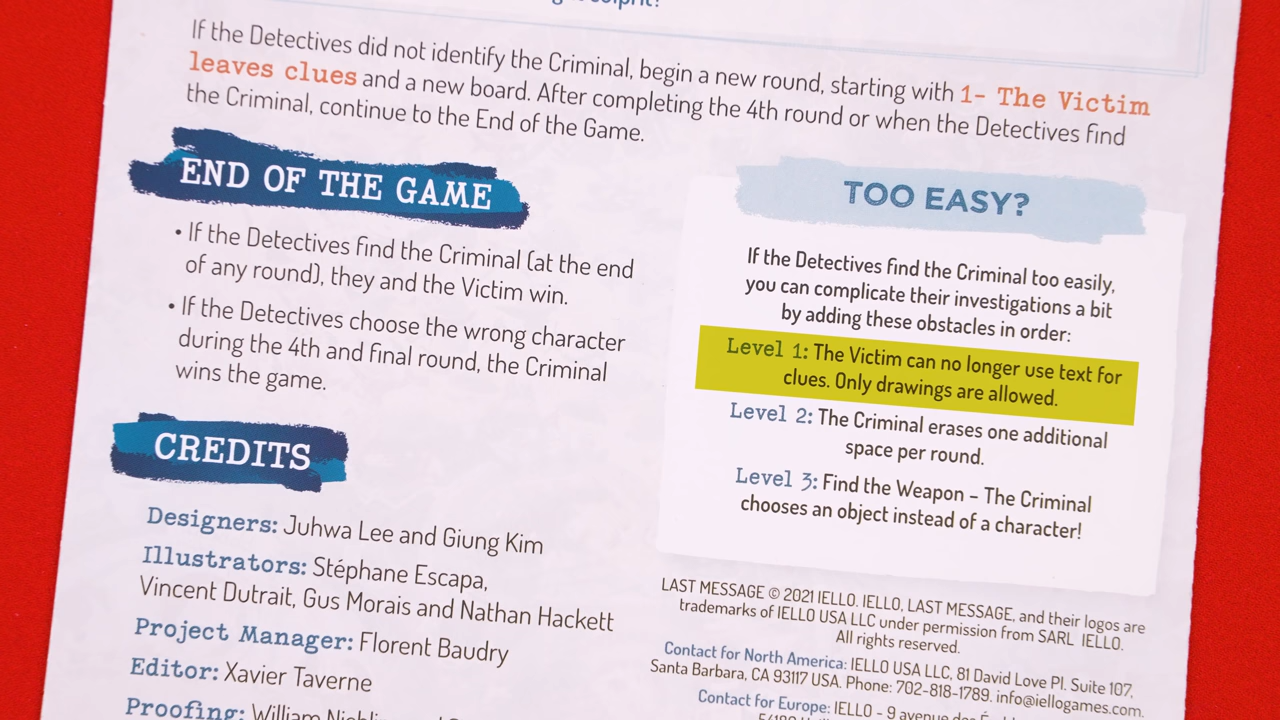 If the Detectives did not identify the Criminal, begin a new round, starting with 1- The Victim
leaves clues and a new board. After completing the 4th round or when the Detectives find
the Criminal, continue to the End of the Game.
END OF THE GAME
• If the Detectives find the Criminal (at the end
of any round), they and the Victim win.
• If the Detectives choose the wrong character
during the 4th and final round, the Criminal
wins the game.
CREDITS
Designers: Juhwa Lee and Giung Kim
Illustrators: Stéphane Escapa,
Vincent Dutrait, Gus Morais and Nathan Hackett
Project Manager: Florent Baudry
Editor: Xavier Taverne
Proofing: William
TOO EASY?
If the Detectives find the Criminal too easily,
you can complicate their investigations a bit
by adding these obstacles in order:
Level 1: The Victim can no longer use text for
clues. Only drawings are allowed.
Level 2: The Criminal erases one additional
space per round.
Level 3: Find the Weapon – The Criminal
chooses an object instead of a character!
LAST MESSAGE © 2021 IELLO. IELLO, LAST MESSAGE, and their logos are
trademarks of IELLO USA LLC under permission from SARL IELLO.
All rights reserved.
Contact for North America: IELLO USA LLC, 81 David Love Pl. Suite 107,
Santa Barbara, CA 93117 USA. Phone: 702-818-1789. info@iellogames.com.
Contact for Europe: IELLO - 9 avenue des